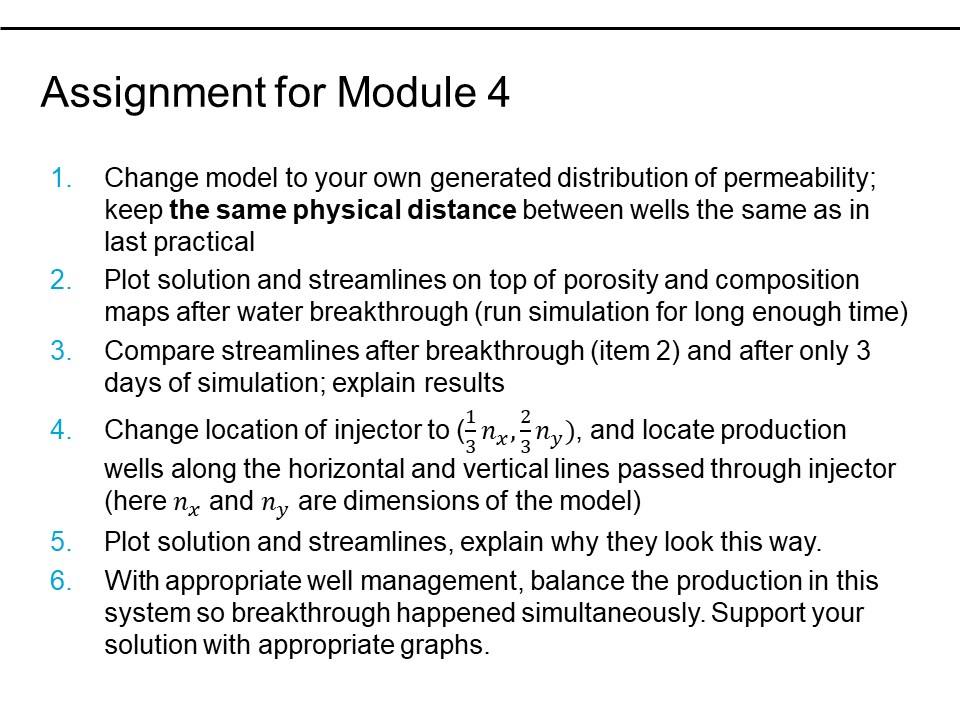 Assignment for Module 4
1. Change model to your own generated distribution of permeability;
keep the same physical distance between wells the same as in
last practical
2. Plot solution and streamlines on top of porosity and composition
maps after water breakthrough (run simulation for long enough time)
3. Compare streamlines after breakthrough (item 2) and after only 3
days of simulation; explain results
4. Change location of injector to (1/3 nₓ, 2/3 n_y), and locate production
wells along the horizontal and vertical lines passed through injector
(here nₓ and n_y are dimensions of the model)
5. Plot solution and streamlines, explain why they look this way.
6. With appropriate well management, balance the production in this
system so breakthrough happened simultaneously. Support your
solution with appropriate graphs.